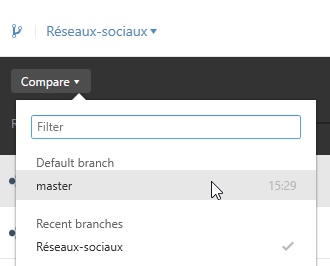 Réseaux-sociaux
Compare
Filter
Default branch
master 15:29
Recent branches
Réseaux-sociaux